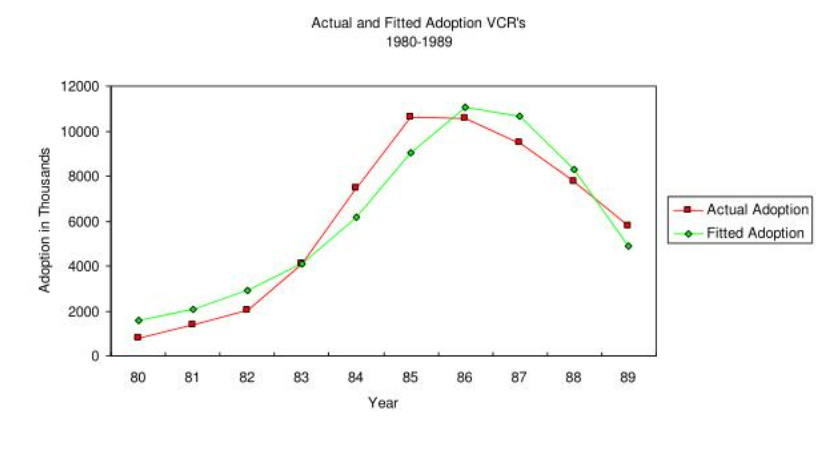 Actual and Fitted Adoption VCR's
1980-1989
12000
10000
8000
6000
4000
2000
0
Adoption in Thousands
80 81 82 83 84 85 86 87 88 89
Year
Actual Adoption
Fitted Adoption